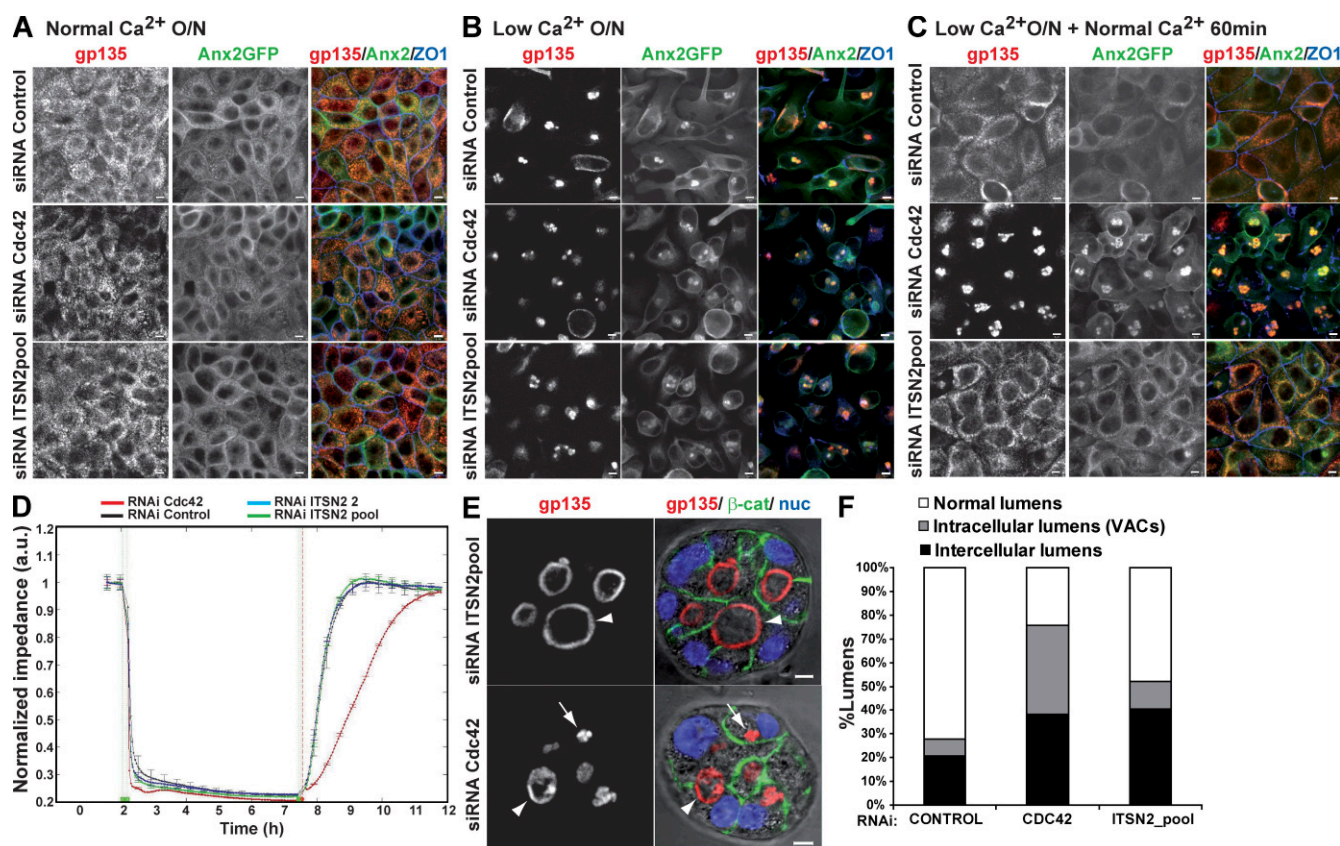 A Normal Ca2+ O/N
gp135 Anx2GFP gp135/Anx2/ZO1
siRNA Control
siRNA Cdc42
siRNA ITSN2pool
B Low Ca2+ O/N
gp135 Anx2GFP gp135/Anx2/ZO1
siRNA Control
siRNA Cdc42
siRNA ITSN2pool
C Low Ca2+O/N + Normal Ca2+ 60min
gp135 Anx2GFP gp135/Anx2/ZO1
siRNA Control
siRNA Cdc42
siRNA ITSN2pool
D
RNAi Cdc42
RNAi ITSN2 2
RNAi Control
RNAi ITSN2 pool
Normalized impedance (a.u.)
1.2
1
0.9
0.8
0.7
0.6
0.5
0.4
0.3
0.2
0 2 2 3 4 5 6 7 7 8 9 10 11 12
Time (h)
E
gp135 gp135/ β-cat/ nuc
siRNA ITSN2pool
siRNA Cdc42
F
Normal lumens
Intracellular lumens (VACs)
Intercellular lumens
%Lumens
100%
90%
80%
70%
60%
50%
40%
30%
20%
10%
0%
RNAi: CONTROL CDC42 ITSN2_pool